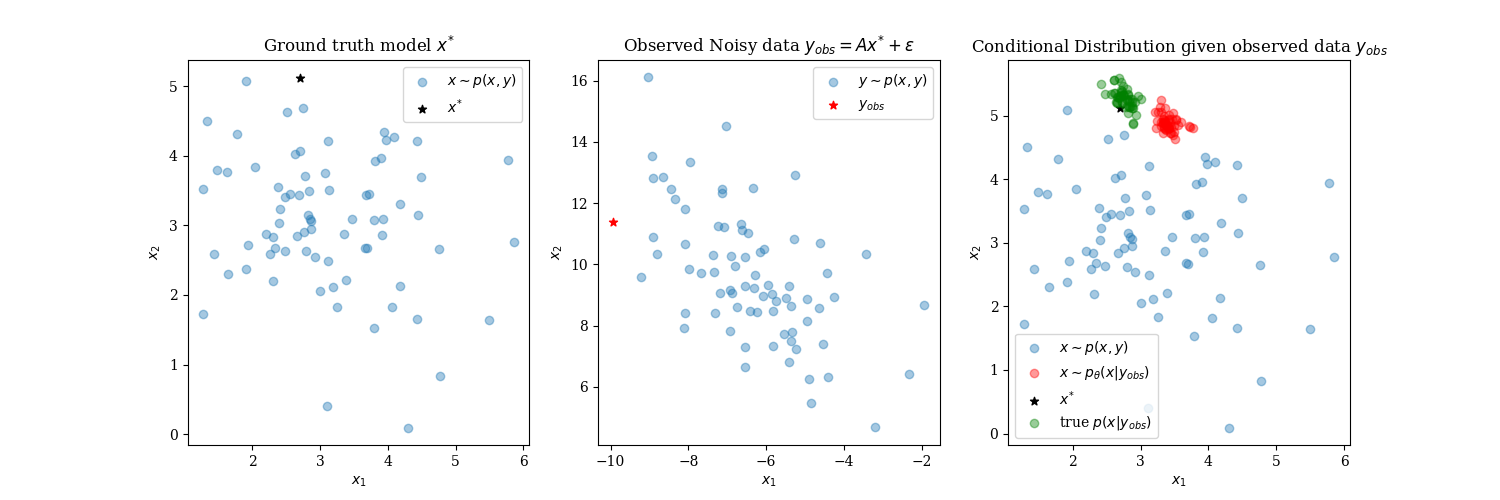 Ground truth model x*
x ~ p(x, y)
x*
5
4
3
2
1
0
x₂
2
3
4
5
6
x₁
Observed Noisy data y_obs = Ax* + ε
y ~ p(x, y)
y_obs
16
14
12
10
8
6
x₂
−10
−8
−6
−4
−2
x₁
Conditional Distribution given observed data y_obs
5
4
3
2
1
0
x₂
x ~ p(x, y)
x ~ p_θ(x|y_obs)
x*
true p(x|y_obs)
2
3
4
5
6
x₁